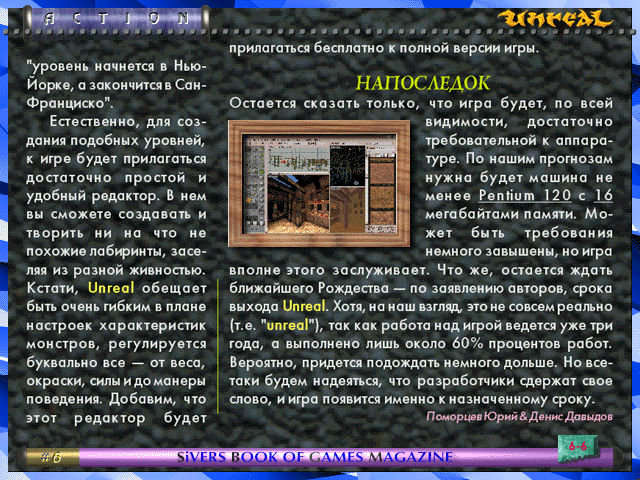 ACTION
UNREAL
"уровень начнется в Нью-
Йорке, а закончится в Сан-
Франциско".
Естественно, для соз-
дания подобных уровней,
к игре будет прилагаться
достаточно простой и
удобный редактор. В нем
вы сможете создавать и
творить ни на что не
похожие лабиринты, засе-
ляя из разной живностью.
Кстати, Unreal обещает
быть очень гибким в плане
настроек характеристик
монстров, регулируется
буквально все — от веса,
окраски, силы и до манеры
поведения. Добавим, что
этот редактор будет
прилагаться бесплатно к полной версии игры.
НАПОСЛЕДОК
Остается сказать только, что игра будет, по всей
видимости, достаточно
требовательной к аппара-
туре. По нашим прогнозам
нужна будет машина не
менее Pentium 120 с 16
мегабайтами памяти. Мо-
жет быть требования
немного завышены, но игра
вполне этого заслуживает. Что же, остается ждать
ближайшего Рождества — по заявлению авторов, срока
выхода Unreal. Хотя, на наш взгляд, это не совсем реально
(т.е. "unreal"), так как работа над игрой ведется уже три
года, а выполнено лишь около 60% процентов работ.
Вероятно, придется подождать немного дольше. Но все-
таки будем надеяться, что разработчики сдержат свое
слово, и игра появится именно к назначенному сроку.
Поморцев Юрий & Денис Давыдов
#6
SiVERS BOOK OF GAMES MAGAZINE
6-6